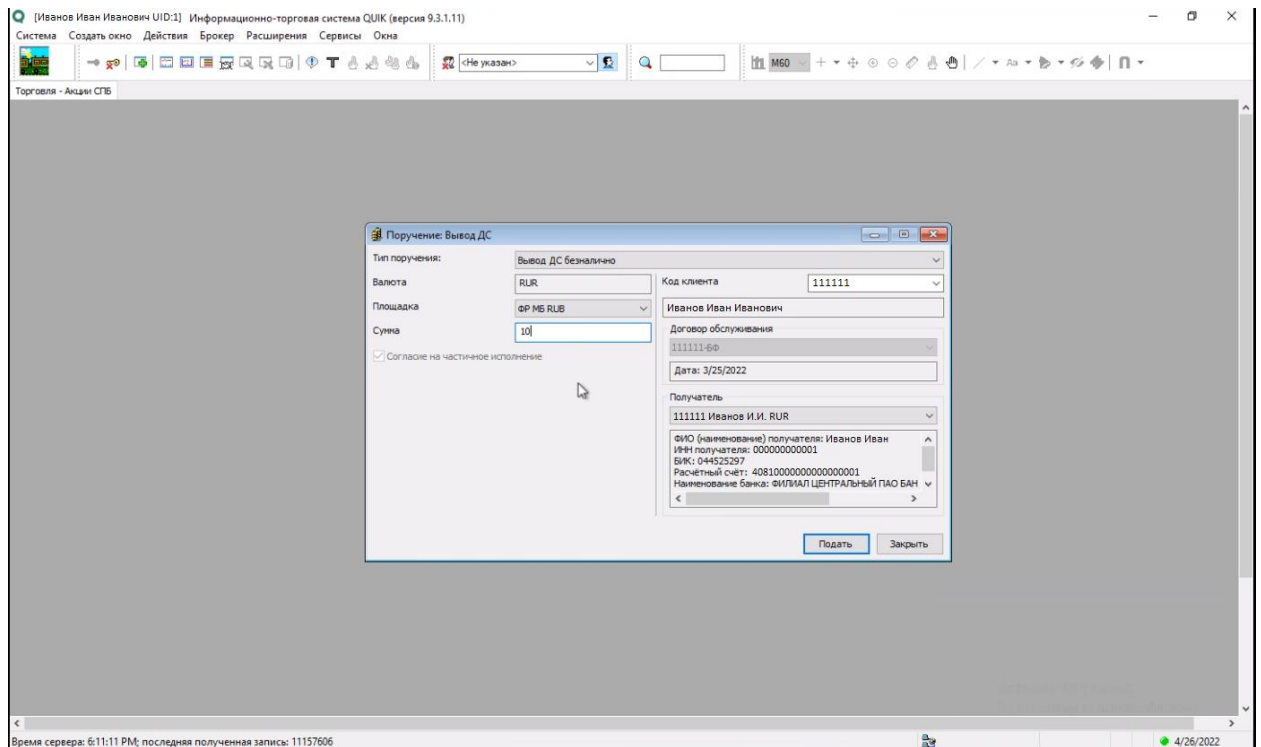 [Иванов Иван Иванович UID:1] Информационно-торговая система QUIK (версия 9.3.1.11)
Система Создать окно Действия Брокер Расширения Сервисы Окна
<Не указан>
M60
Aa
Торговля - Акции СПБ
Поручение: Вывод ДС
Тип поручения:
Вывод ДС безналично
Валюта
RUR
Площадка
ФР МБ RUB
Сумма
10
Согласие на частичное исполнение
Код клиента
111111
Иванов Иван Иванович
Договор обслуживания
111111-БФ
Дата: 3/25/2022
Получатель
111111 Иванов И.И. RUR
ФИО (наименование) получателя: Иванов Иван
ИНН получателя: 000000000001
БИК: 044525297
Расчётный счёт: 40810000000000000001
Наименование банка: ФИЛИАЛ ЦЕНТРАЛЬНЫЙ ПАО БАН
Подать
Закрыть
Время сервера: 6:11:11 PM; последняя полученная запись: 11157606
4/26/2022